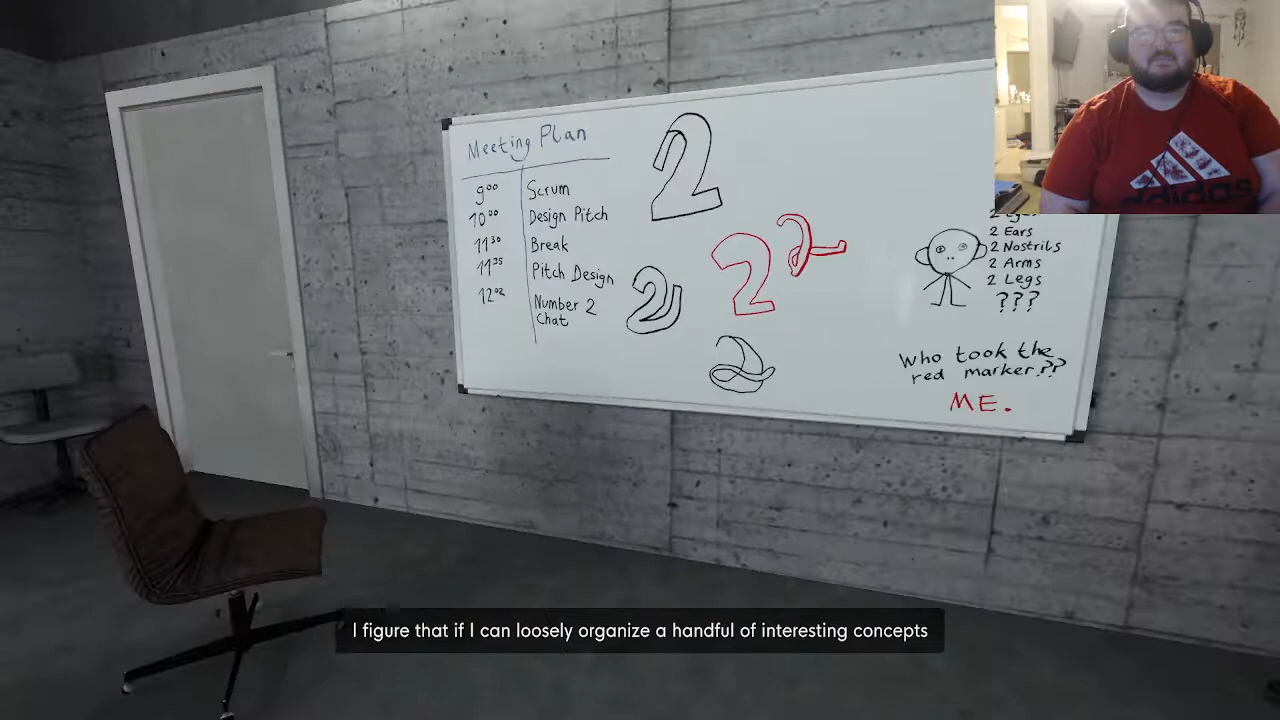 Meeting Plan
9⁰⁰ Scrum
10⁰⁰ Design Pitch
11³⁰ Break
11³⁵ Pitch Design
12⁰² Number 2
Chat
2
2
2
2
2
2 Ears
2 Nostrils
2 Arms
2 Legs
???
Who took the
red marker??
ME.
adidas
I figure that if I can loosely organize a handful of interesting concepts